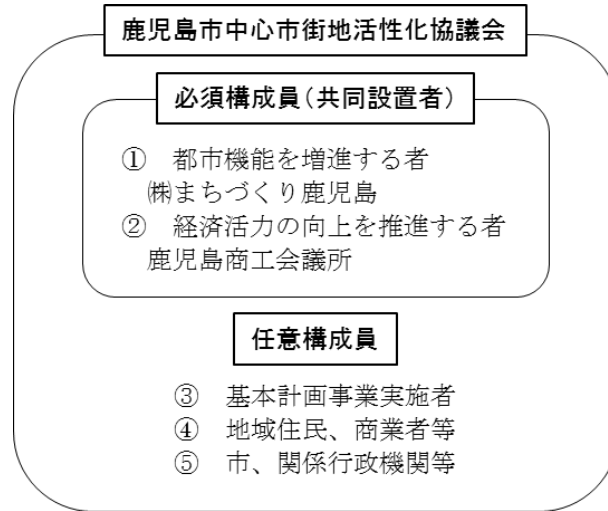 鹿児島市中心市街地活性化協議会
必須構成員(共同設置者)
① 都市機能を増進する者
㈱まちづくり鹿児島
② 経済活力の向上を推進する者
鹿児島商工会議所
任意構成員
③ 基本計画事業実施者
④ 地域住民、商業者等
⑤ 市、関係行政機関等